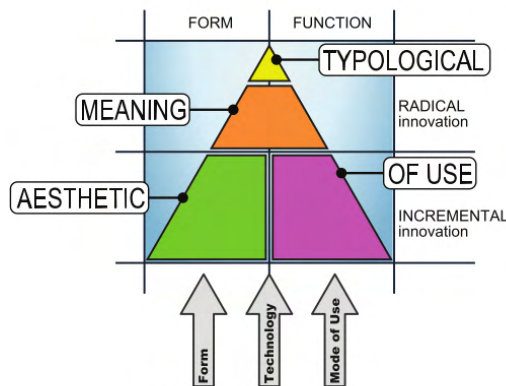 FORM
FUNCTION
TYPOLOGICAL
MEANING
RADICAL
innovation
OF USE
AESTHETIC
INCREMENTAL
innovation
Form
Technology
Mode of Use